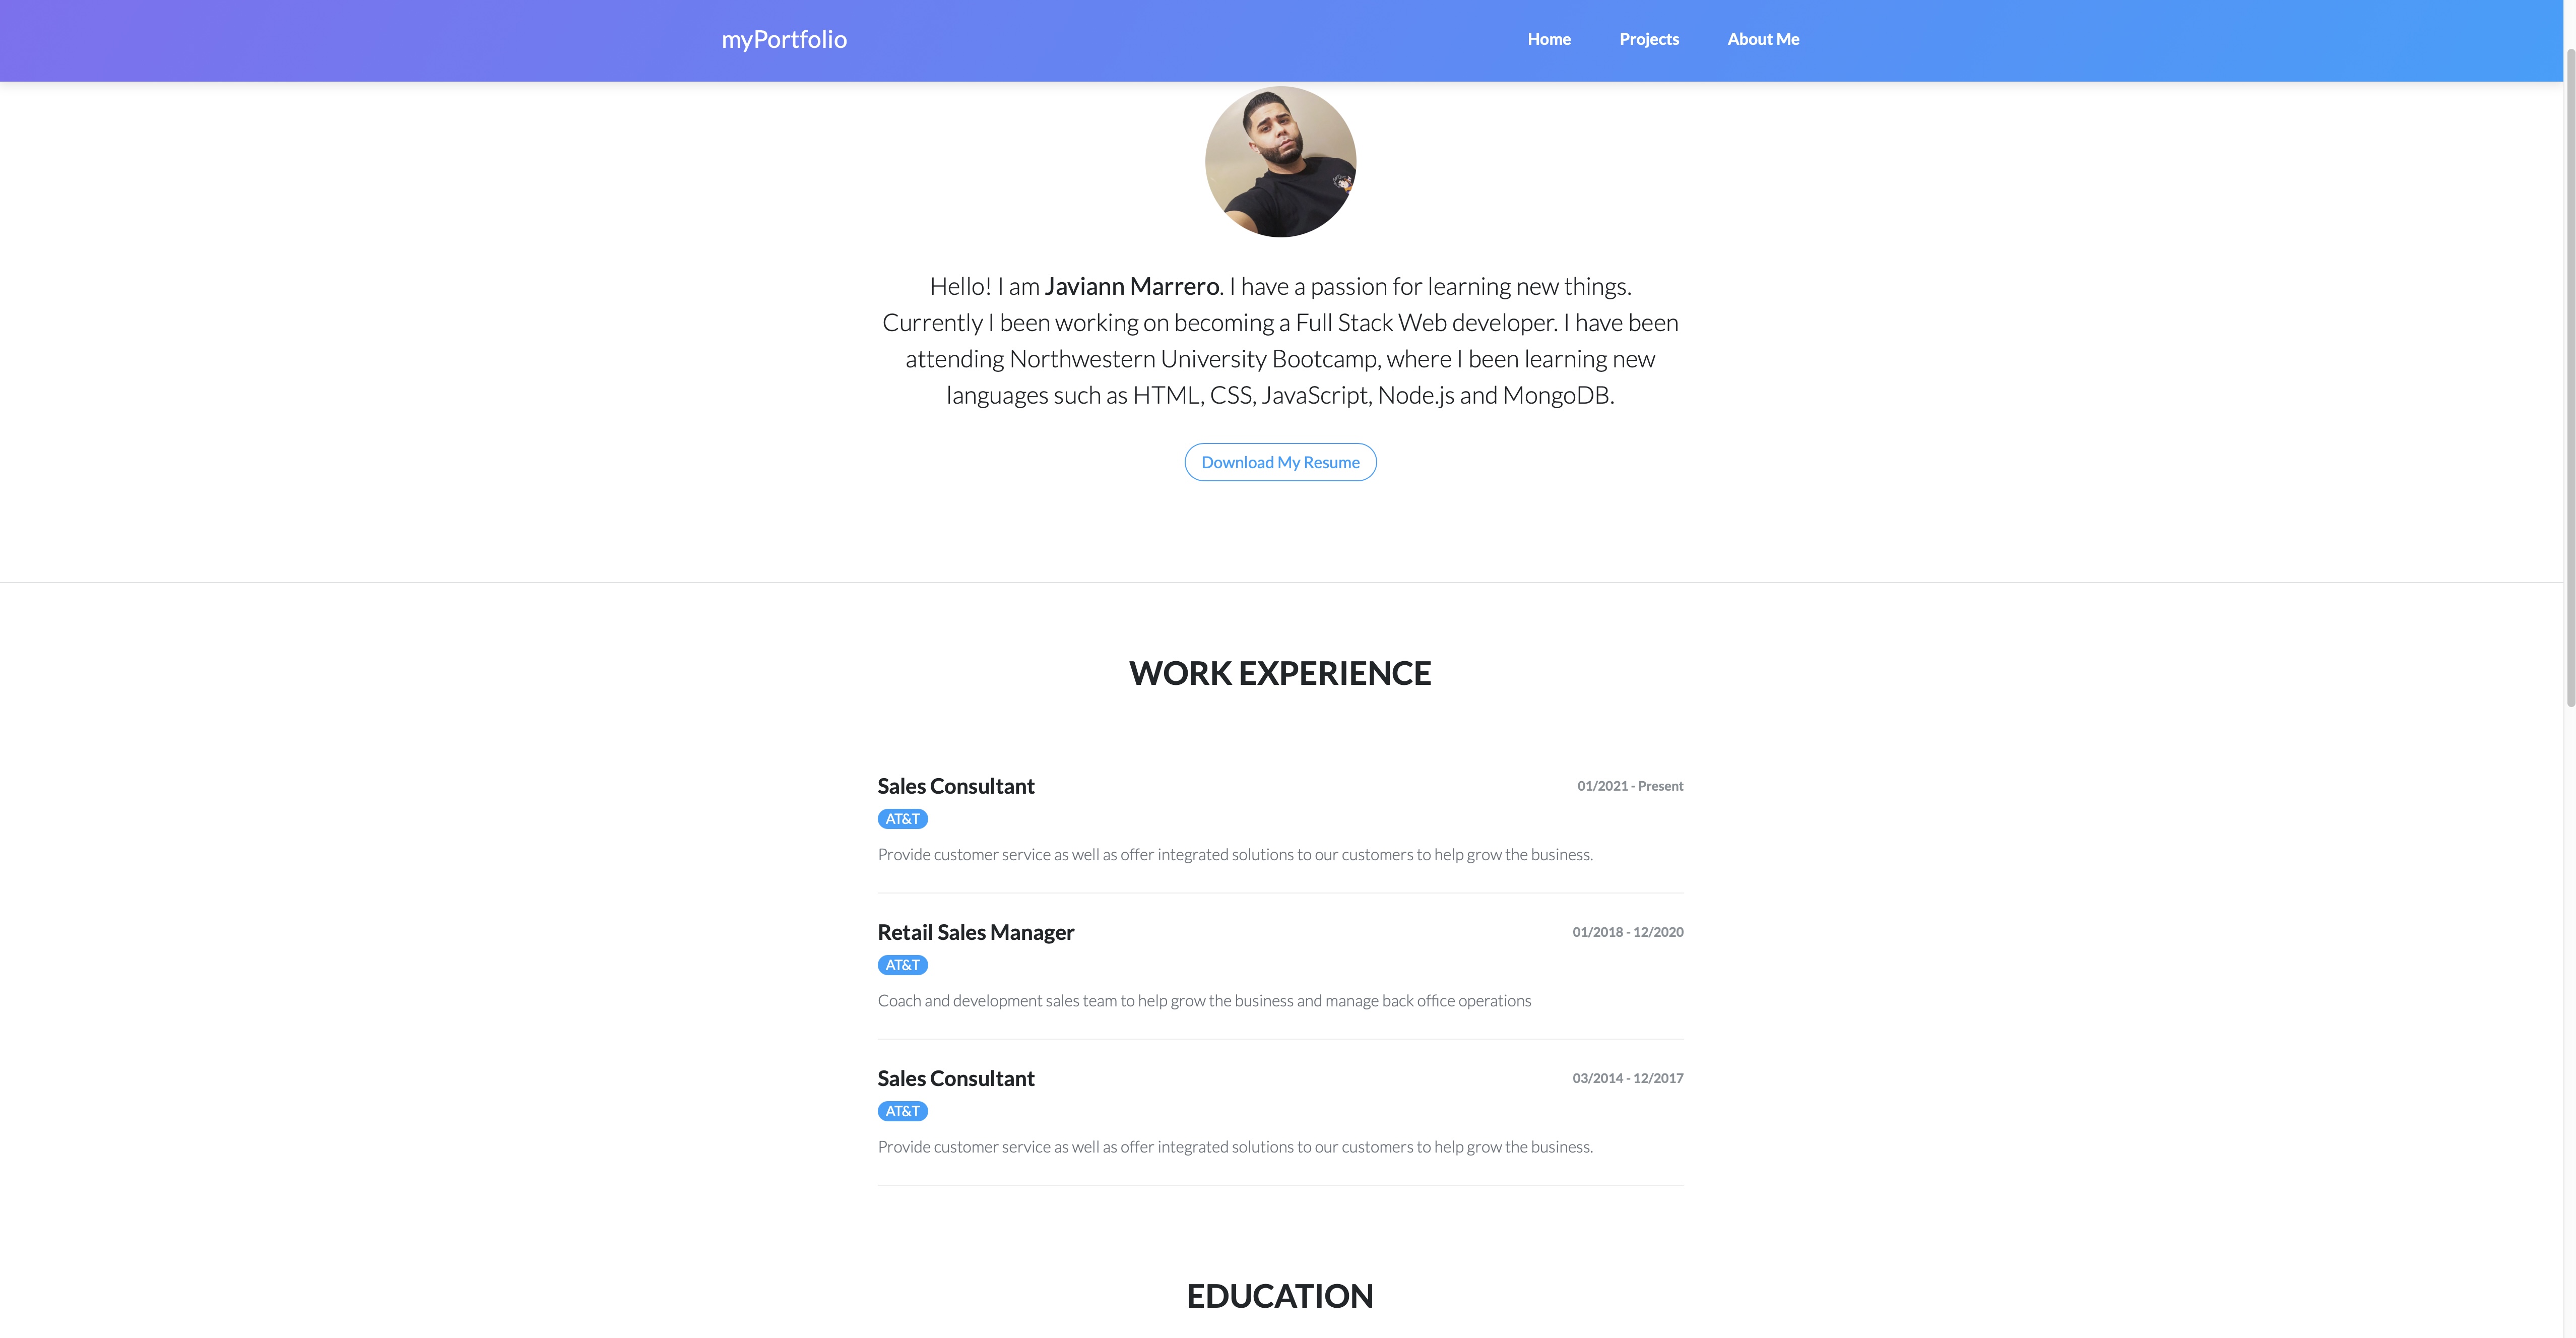 myPortfolio
Home
Projects
About Me
Hello! I am Javiann Marrero. I have a passion for learning new things.
Currently I been working on becoming a Full Stack Web developer. I have been
attending Northwestern University Bootcamp, where I been learning new
languages such as HTML, CSS, JavaScript, Node.js and MongoDB.
Download My Resume
WORK EXPERIENCE
Sales Consultant
01/2021 - Present
AT&T
Provide customer service as well as offer integrated solutions to our customers to help grow the business.
Retail Sales Manager
01/2018 - 12/2020
AT&T
Coach and development sales team to help grow the business and manage back office operations
Sales Consultant
03/2014 - 12/2017
AT&T
Provide customer service as well as offer integrated solutions to our customers to help grow the business.
EDUCATION